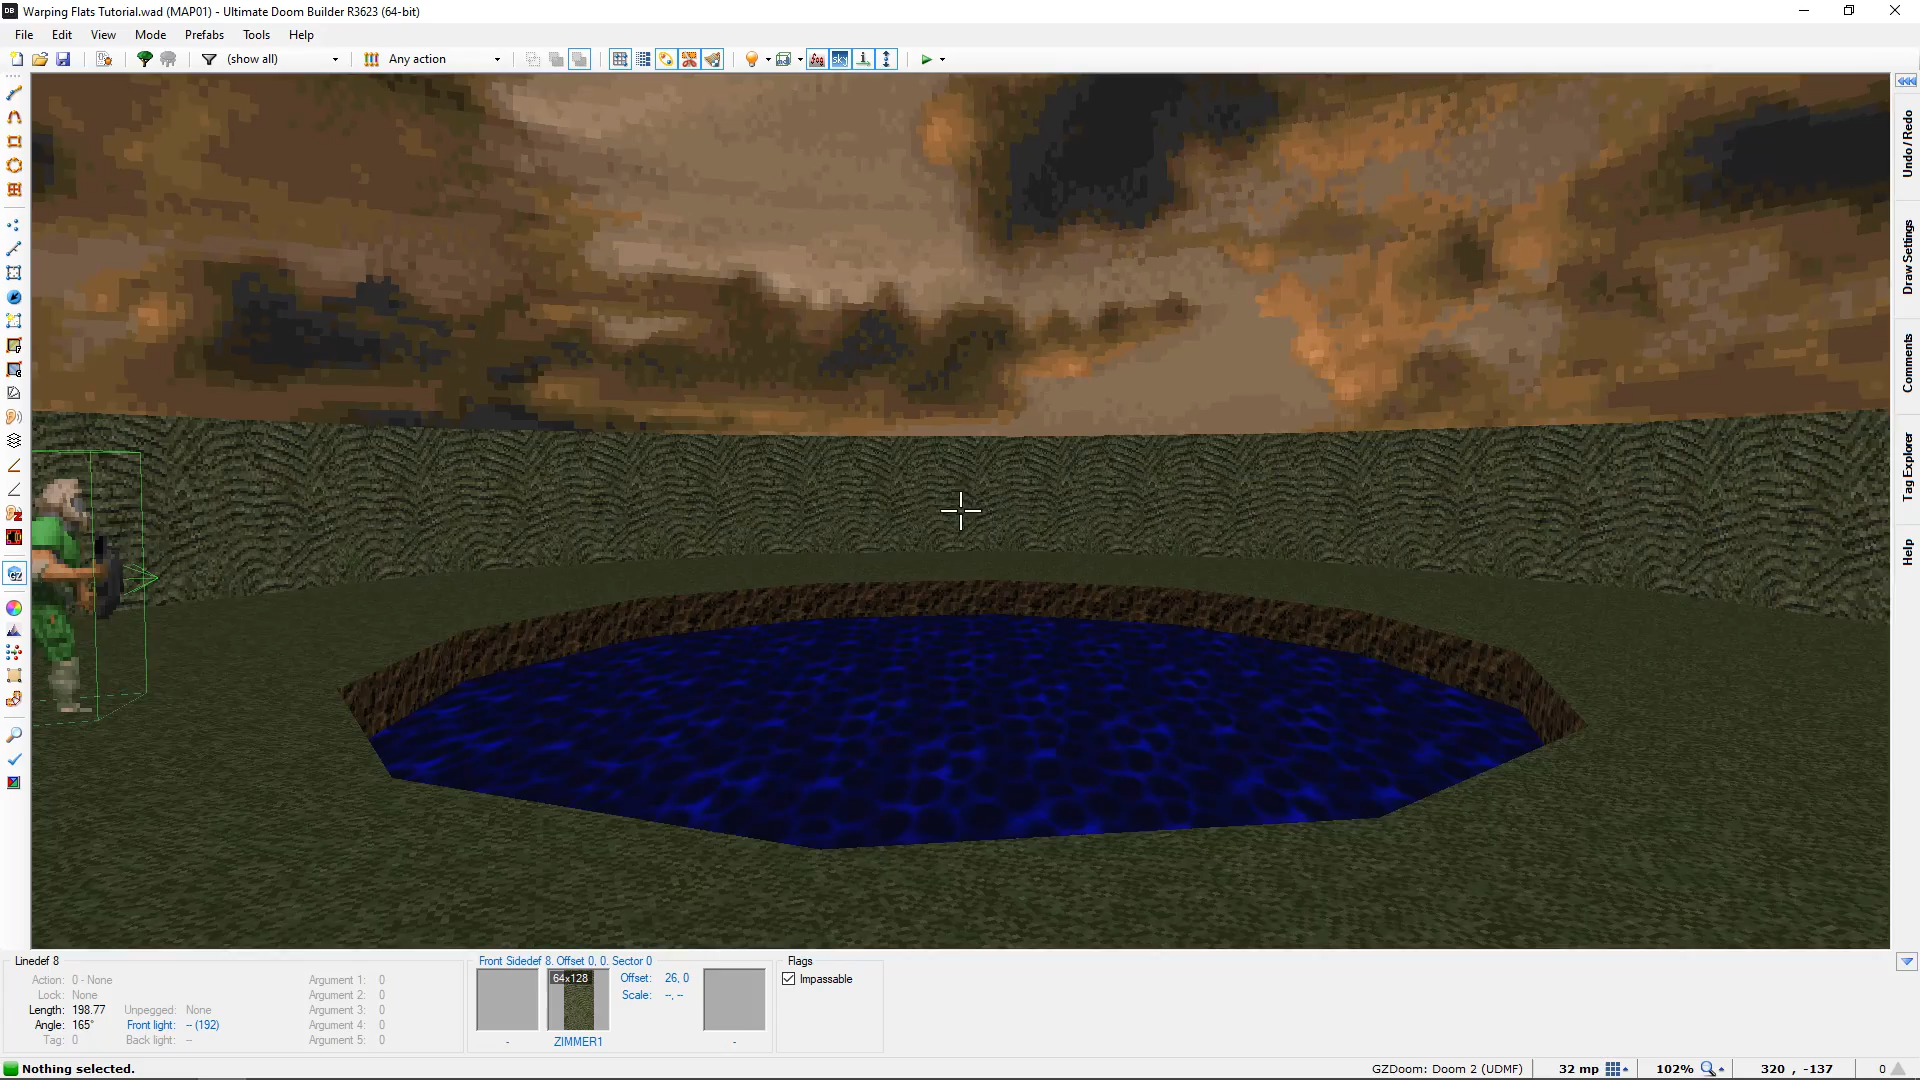 Warping Flats Tutorial.wad (MAP01) - Ultimate Doom Builder R3623 (64-bit)
File Edit View Mode Prefabs Tools Help
(show all) Any action
Undo / Redo
Draw Settings
Comments
Tag Explorer
Help
Linedef 8
Action: 0 - None
Lock: None
Length: 198.77
Unpegged: None
Angle: 165°
Front light: -- (192)
Tag: 0
Back light: --
Argument 1: 0
Argument 2: 0
Argument 3: 0
Argument 4: 0
Argument 5: 0
Front Sidedef 8. Offset 0, 0. Sector 0
64x128
Offset: 26, 0
Scale: --, --
-
ZIMMER1
-
Flags
Impassable
Nothing selected.
GZDoom: Doom 2 (UDMF)
32 mp
102%
320 , -137
0